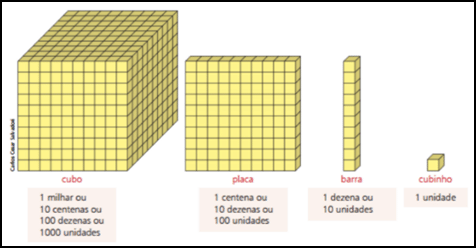 Carlos Cesar Salvadori
cubo
placa
barra
cubinho
1 milhar ou
10 centenas ou
100 dezenas ou
1000 unidades
1 centena ou
10 dezenas ou
100 unidades
1 dezena ou
10 unidades
1 unidade